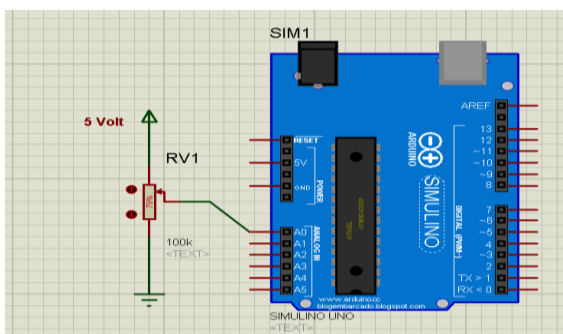 SIM1
5 Volt
RV1
100k
<TEXT>
RESET
5V
GND
POWER
A0
A1
A2
A3
A4
A5
ANALOG IN
ARDUINO
SIMULINO
AREF
13
12
~11
~10
~9
8
7
~6
~5
4
~3
2
TX > 1
RX < 0
DIGITAL (PWM~)
www.arduino.cc
blogembarcado.blogspot.com
SIMULINO UNO
<TEXT>